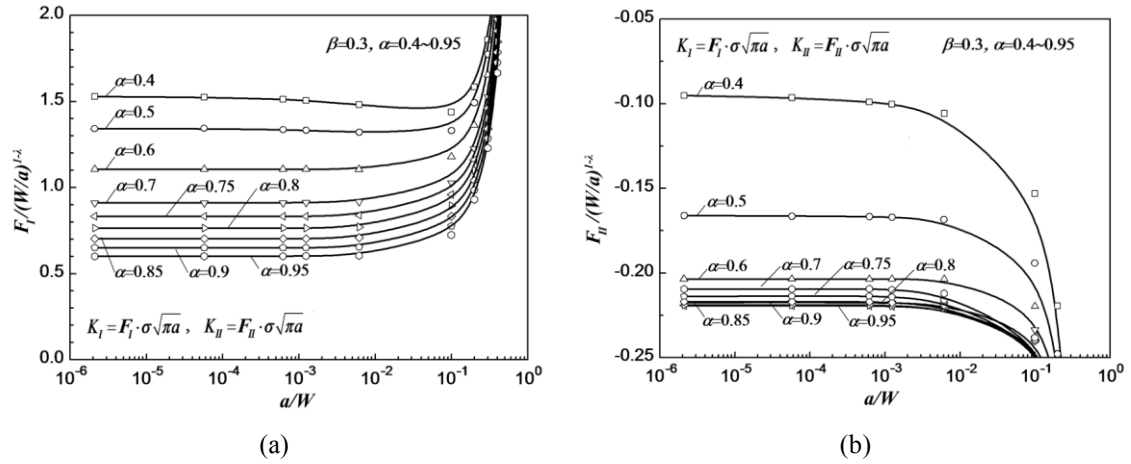 β=0.3, α=0.4~0.95
α=0.4
α=0.5
α=0.6
α=0.7
α=0.75
α=0.8
α=0.85
α=0.9
α=0.95
K_I = F_I·σ√πa , K_II = F_II·σ√πa
2.0
1.5
1.0
0.5
0.0
F_I/(W/a)^{1-λ}
10^-6 10^-5 10^-4 10^-3 10^-2 10^-1 10^0
a/W
(a)
K_I = F_I·σ√πa , K_II = F_II·σ√πa
β=0.3, α=0.4~0.95
α=0.4
α=0.5
α=0.6
α=0.7
α=0.75
α=0.8
α=0.85
α=0.9
α=0.95
-0.05
-0.10
-0.15
-0.20
-0.25
F_II/(W/a)^{1-λ}
10^-6 10^-5 10^-4 10^-3 10^-2 10^-1 10^0
a/W
(b)